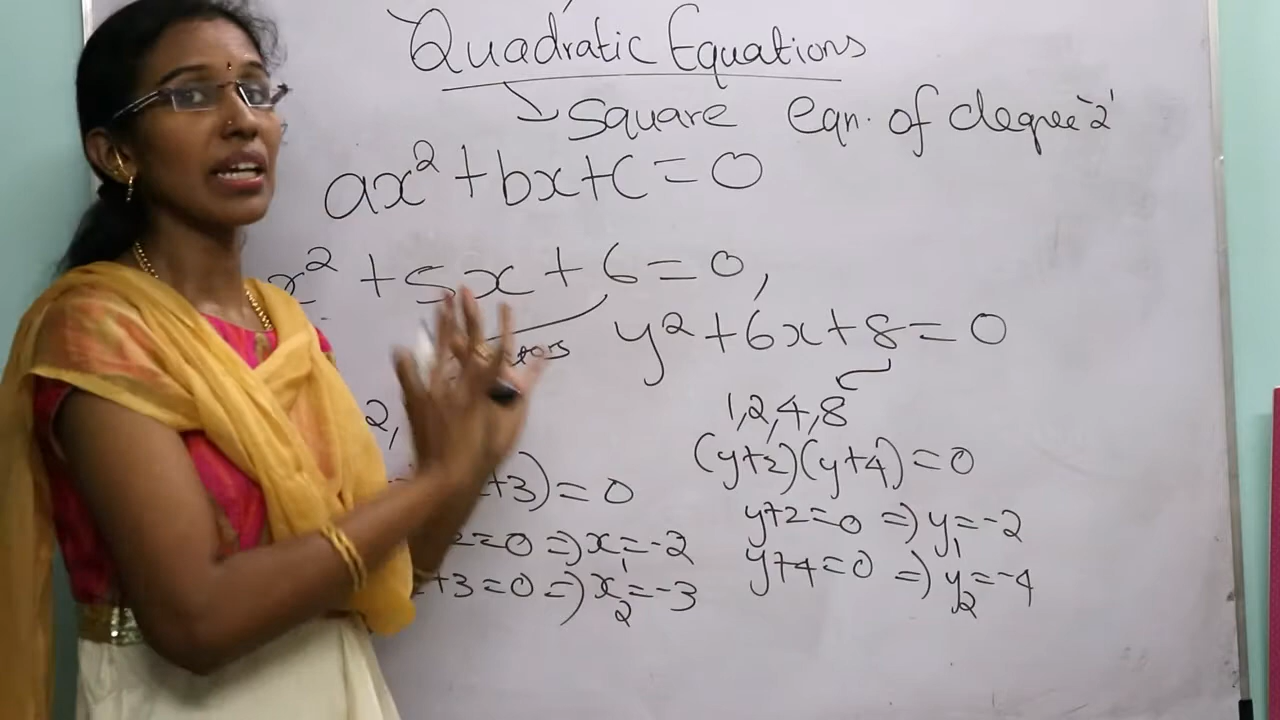 Quadratic Equations
→ square eqn. of degree '2'
ax² + bx + c = 0
x² + 5x + 6 = 0,
y² + 6x + 8 = 0
1, 2, 4, 8
2,
(y+2)(y+4) = 0
+3) = 0
y+2=0 ⇒ y₁=-2
=0 ⇒ x₁=-2
y+4=0 ⇒ y₂=-4
+3=0 ⇒ x₂=-3